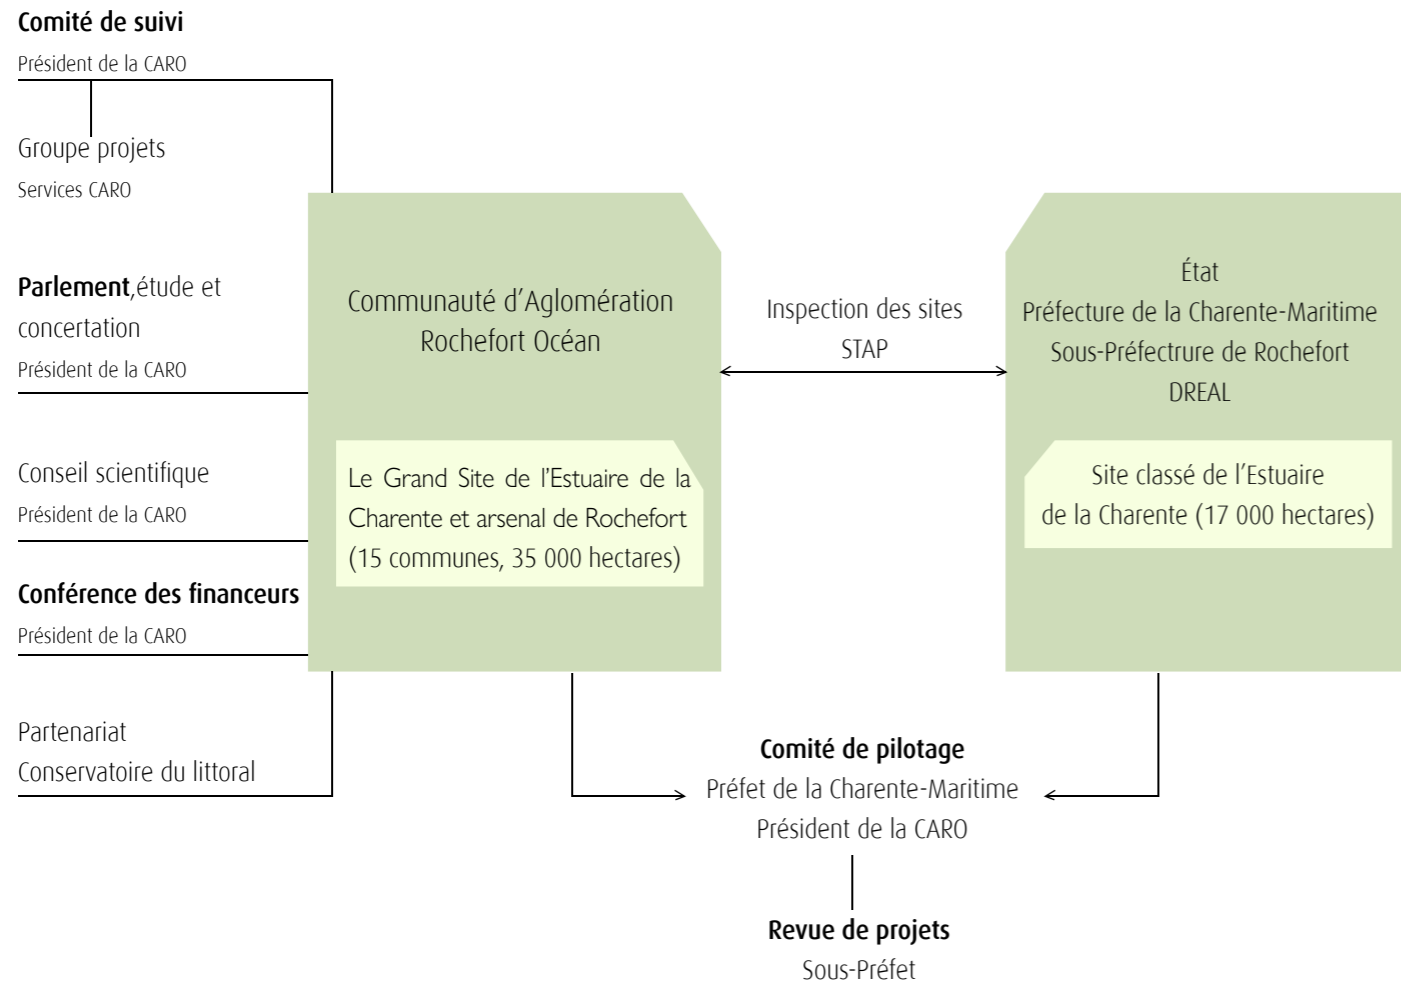 Comité de suivi
Président de la CARO
Groupe projets
Services CARO
Parlement,étude et
concertation
Président de la CARO
Conseil scientifique
Président de la CARO
Conférence des financeurs
Président de la CARO
Partenariat
Conservatoire du littoral
Communauté d’Aglomération
Rochefort Océan
Le Grand Site de l’Estuaire de la
Charente et arsenal de Rochefort
(15 communes, 35 000 hectares)
Inspection des sites
STAP
État
Préfecture de la Charente-Maritime
Sous-Préfectrure de Rochefort
DREAL
Site classé de l’Estuaire
de la Charente (17 000 hectares)
Comité de pilotage
Préfet de la Charente-Maritime
Président de la CARO
Revue de projets
Sous-Préfet